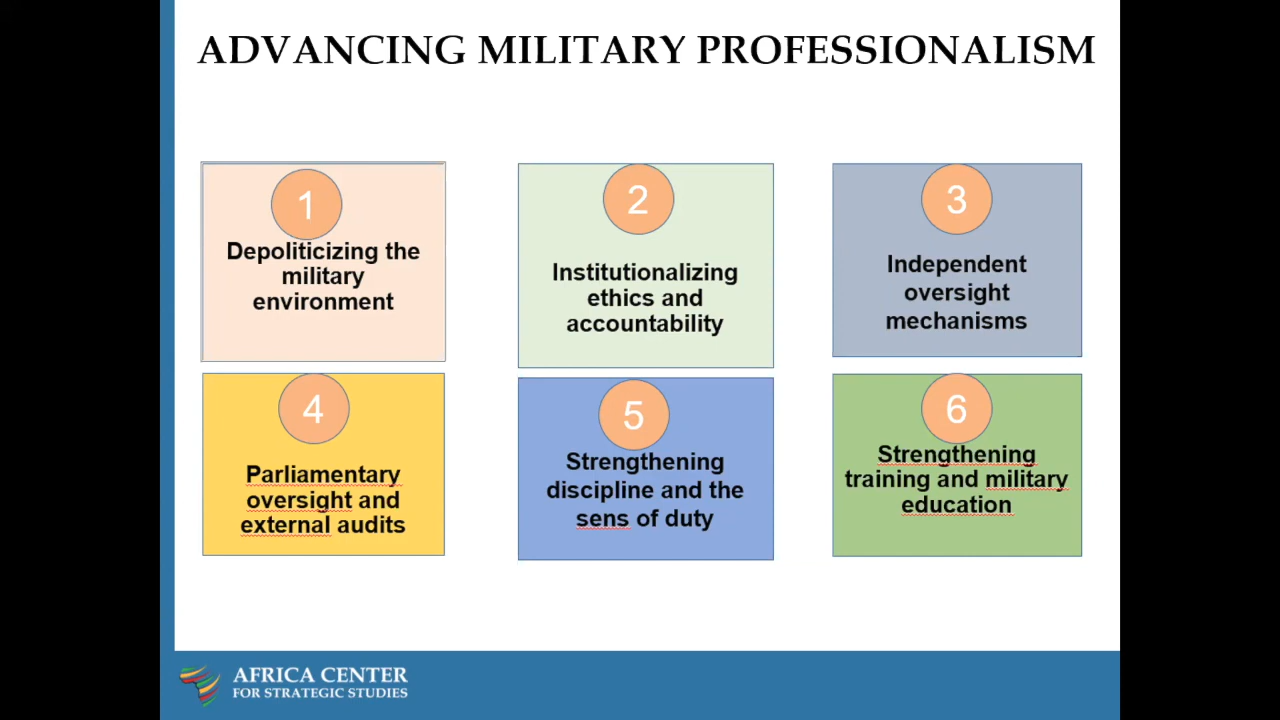 ADVANCING MILITARY PROFESSIONALISM
1
Depoliticizing the
military
environment
2
Institutionalizing
ethics and
accountability
3
Independent
oversight
mechanisms
4
Parliamentary
oversight and
external audits
5
Strengthening
discipline and the
sens of duty
6
Strengthening
training and military
education
AFRICA CENTER
FOR STRATEGIC STUDIES